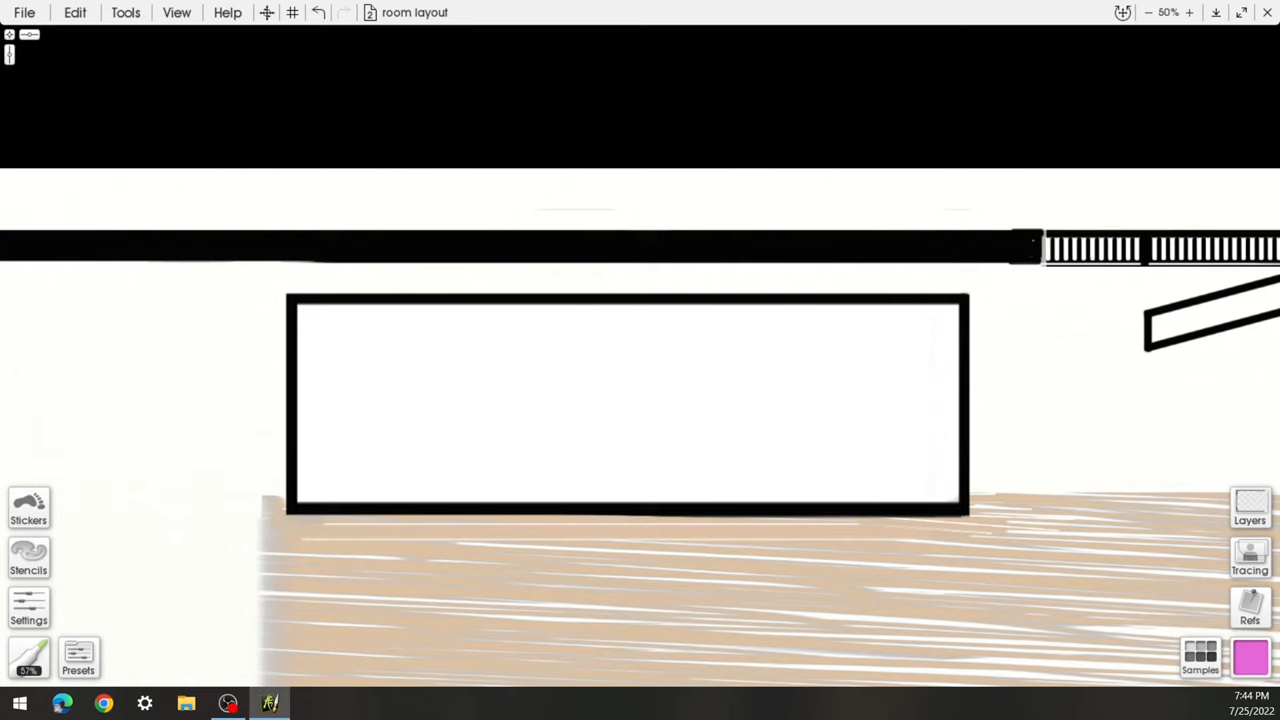 File Edit Tools View Help 2 room layout 50%
Stickers
Stencils
Settings
57% Presets
Layers
Tracing
Refs
Samples
7:44 PM
7/25/2022